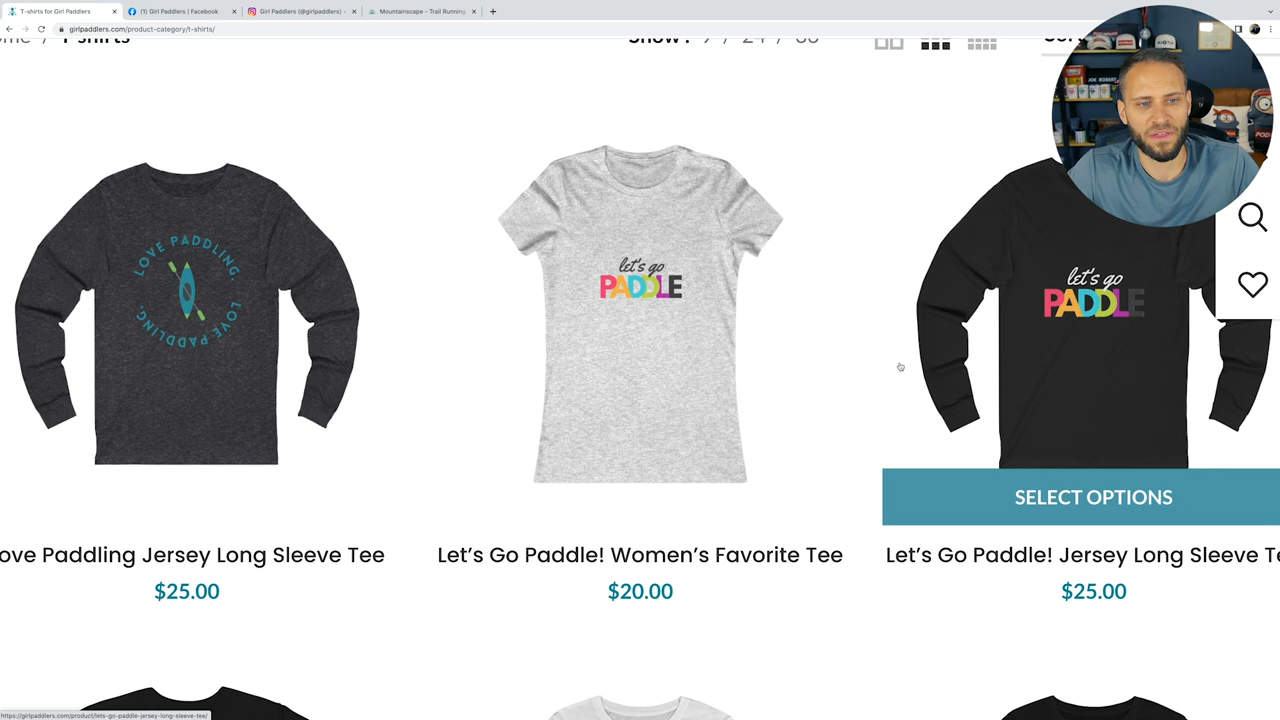 T-shirts for Girl Paddlers
(1) Girl Paddlers | Facebook
Girl Paddlers (@girlpaddlers) -
Mountainscape – Trail Running
girlpaddlers.com/product-category/t-shirts/
T-shirts
LOVE PADDLING
LOVE PADDLING
let's go
PADDLE
let's go
PADDLE
SELECT OPTIONS
ove Paddling Jersey Long Sleeve Tee
Let's Go Paddle! Women's Favorite Tee
Let's Go Paddle! Jersey Long Sleeve Te
$25.00
$20.00
$25.00
https://girlpaddlers.com/product/lets-go-paddle-jersey-long-sleeve-tee/